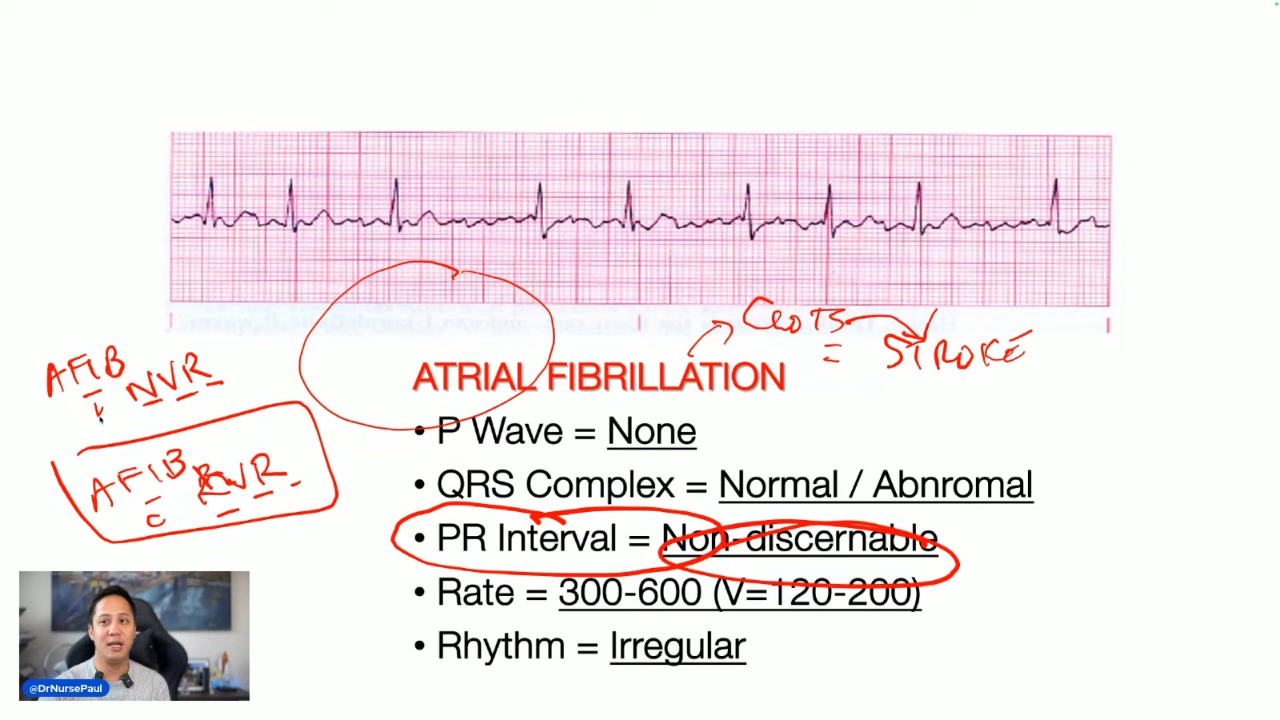 CLOTS
= STROKE
ATRIAL FIBRILLATION
AFIB NVR
• P Wave = None
AFIB RVR
c
• QRS Complex = Normal / Abnromal
• PR Interval = Non-discernable
• Rate = 300-600 (V=120-200)
• Rhythm = Irregular
@DrNursePaul